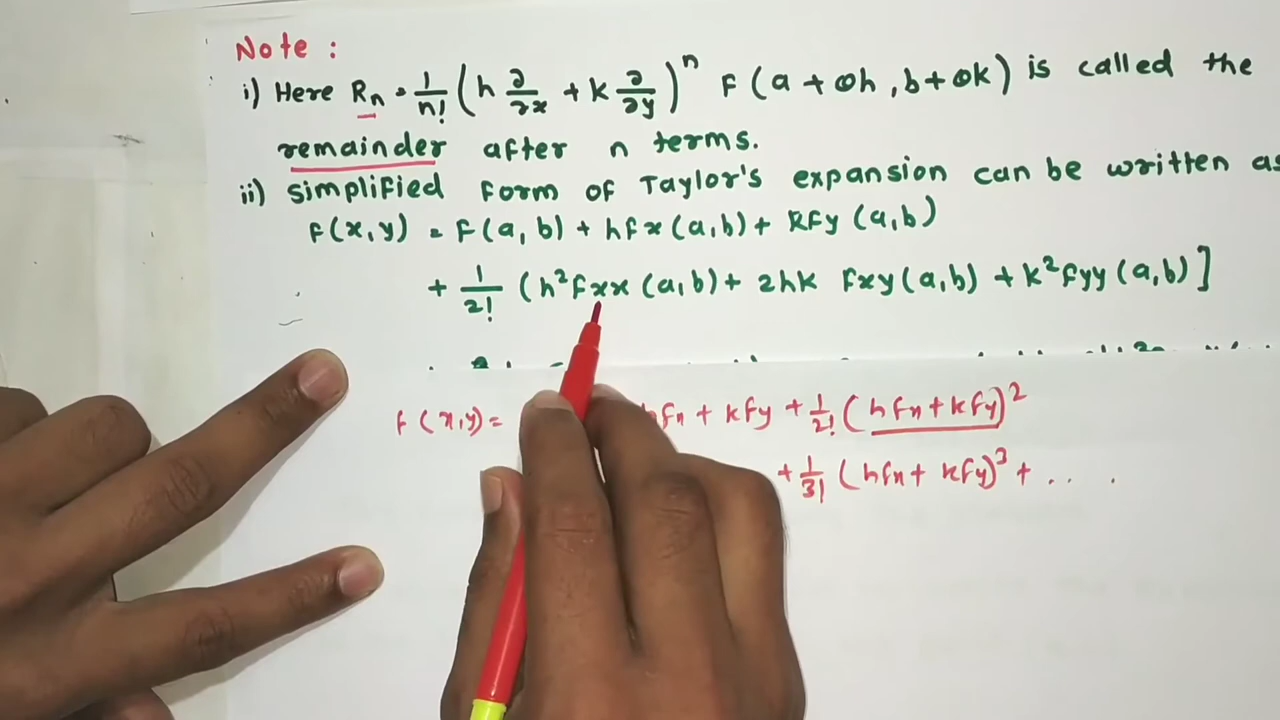 Note :
i) Here Rn = 1/n! (h ∂/∂x + k ∂/∂y)^n F(a + θh, b + θk) is called the
remainder after n terms.
ii) simplified form of Taylor's expansion can be written as
f(x,y) = f(a,b) + hfx(a,b) + kfy(a,b)
+ 1/2! (h²fxx(a,b) + 2hk fxy(a,b) + k²fyy(a,b)]
f(x,y) = hfx + kfy + 1/2! (hfx + kfy)²
+ 1/3! (hfx + kfy)³ + ...